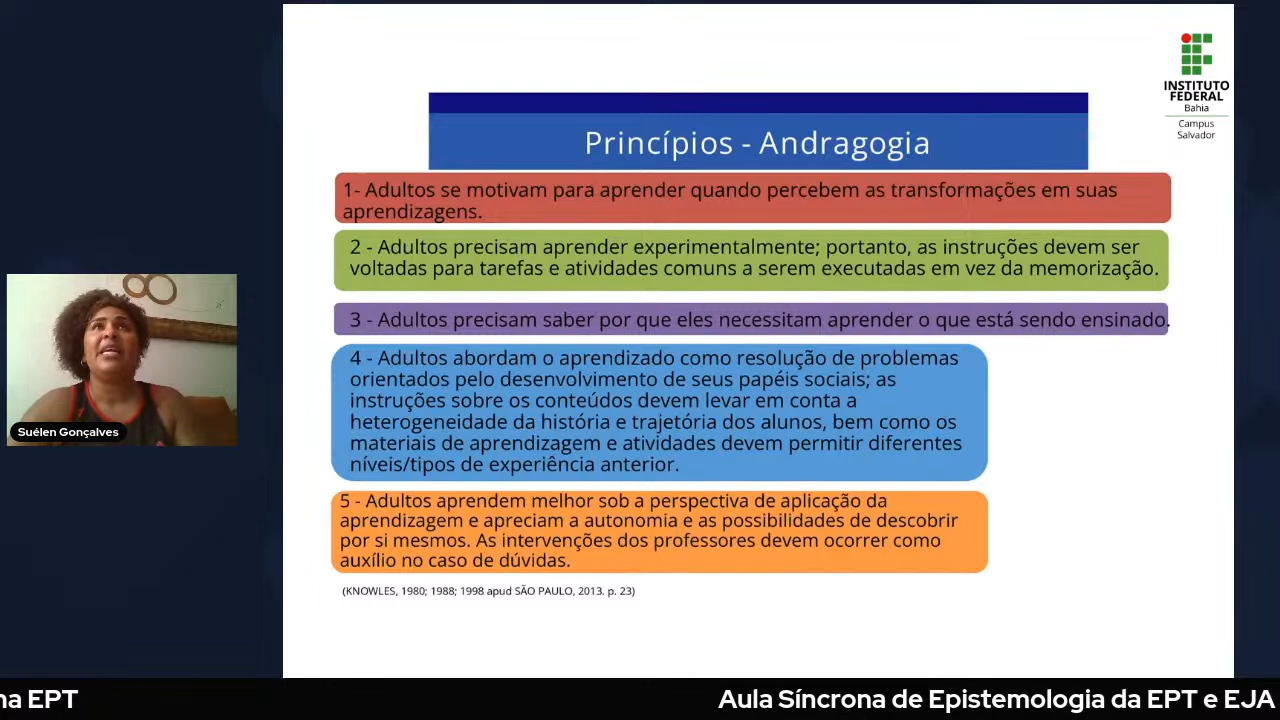 INSTITUTO
FEDERAL
Bahia
Campus
Salvador
Princípios - Andragogia
1- Adultos se motivam para aprender quando percebem as transformações em suas
aprendizagens.
2 - Adultos precisam aprender experimentalmente; portanto, as instruções devem ser
voltadas para tarefas e atividades comuns a serem executadas em vez da memorização.
3 - Adultos precisam saber por que eles necessitam aprender o que está sendo ensinado.
4 - Adultos abordam o aprendizado como resolução de problemas
orientados pelo desenvolvimento de seus papéis sociais; as
instruções sobre os conteúdos devem levar em conta a
heterogeneidade da história e trajetória dos alunos, bem como os
materiais de aprendizagem e atividades devem permitir diferentes
níveis/tipos de experiência anterior.
5 - Adultos aprendem melhor sob a perspectiva de aplicação da
aprendizagem e apreciam a autonomia e as possibilidades de descobrir
por si mesmos. As intervenções dos professores devem ocorrer como
auxílio no caso de dúvidas.
(KNOWLES, 1980; 1988; 1998 apud SÃO PAULO, 2013. p. 23)
Suélen Gonçalves
na EPT
Aula Síncrona de Epistemologia da EPT e EJA